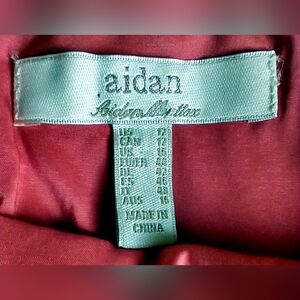 aidan
Aidan Mattox
US 12
CAN 12
UK 16
EUR/FR 44
DE 42
ES 46
IT 48
AUS 16
MADE IN
CHINA